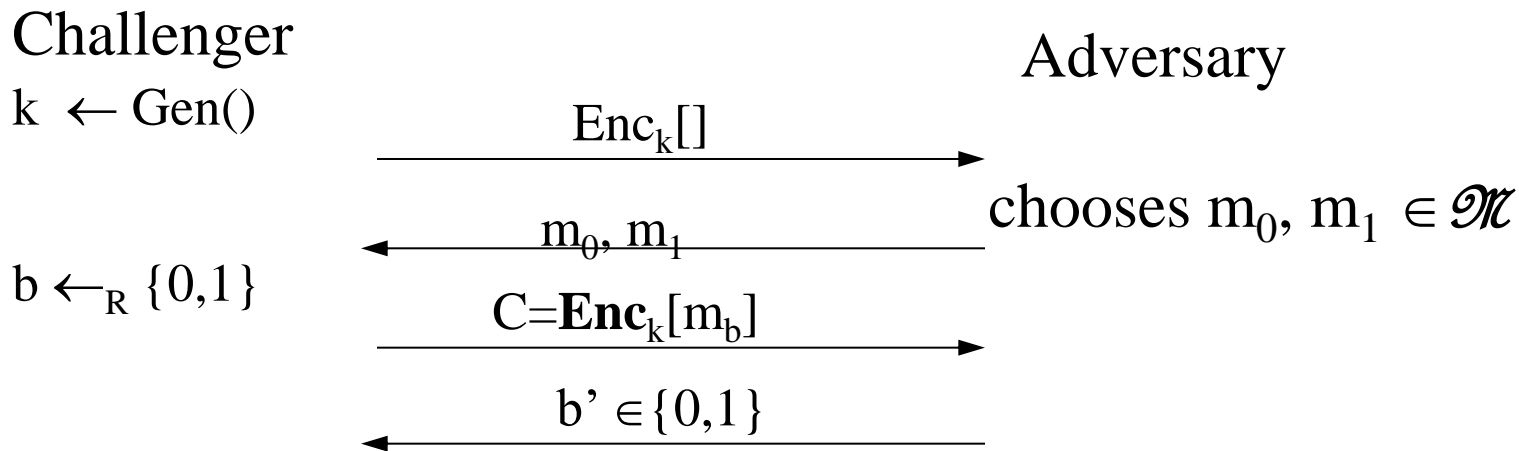 Challenger
Adversary
k ← Gen()
Enc_k[]
chooses m_0, m_1 ∈ ℳ
m_0, m_1
b ←_R {0,1}
C=Enc_k[m_b]
b’ ∈{0,1}